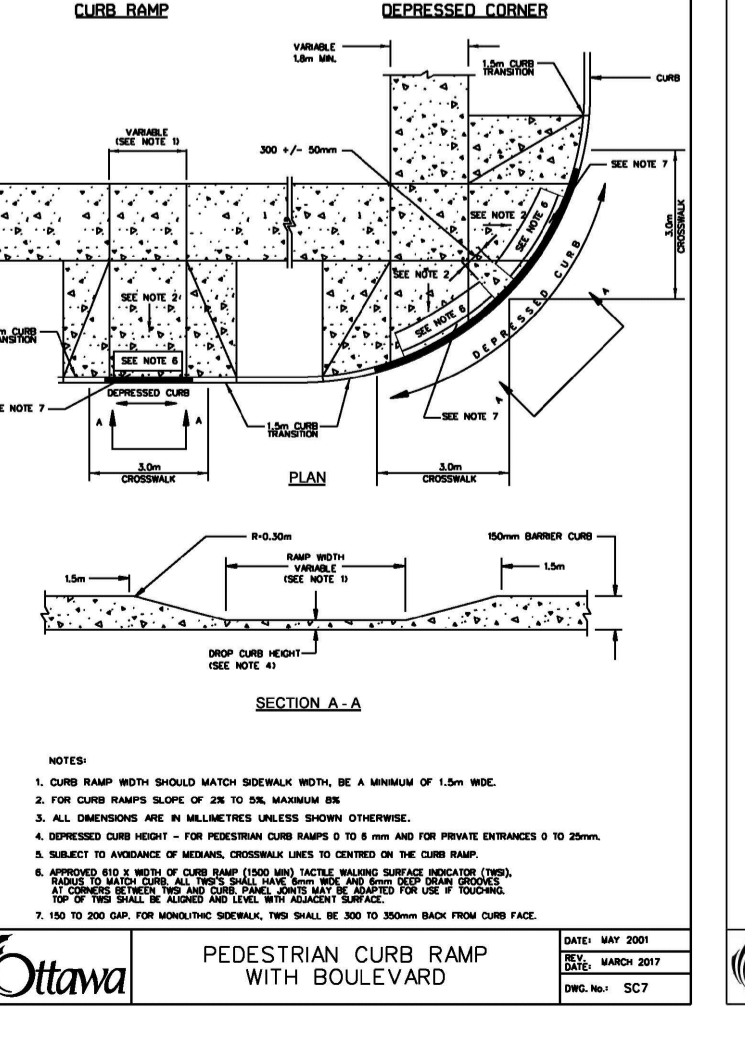 CURB RAMP
DEPRESSED CORNER
VARIABLE
1.8m MIN.
1.5m CURB
TRANSITION
CURB
VARIABLE
(SEE NOTE 1)
300 +/- 50mm
SEE NOTE 7
SEE NOTE 2
SEE NOTE 6
3.0m
CROSSWALK
SEE NOTE 2
SEE NOTE 2
SEE NOTE 6
DEPRESSED CURB
A
m CURB
SEE NOTE 6
A
E NOTE 7
DEPRESSED CURB
A
A
1.5m CURB
TRANSITION
SEE NOTE 7
3.0m
CROSSWALK
PLAN
3.0m
CROSSWALK
R=0.30m
150mm BARRIER CURB
RAMP WIDTH
VARIABLE
(SEE NOTE 1)
1.5m
1.5m
DROP CURB HEIGHT
(SEE NOTE 4)
SECTION A - A
NOTES:
1. CURB RAMP WIDTH SHOULD MATCH SIDEWALK WIDTH, BE A MINIMUM OF 1.5m WIDE.
2. FOR CURB RAMPS SLOPE OF 2% TO 5%, MAXIMUM 8%
3. ALL DIMENSIONS ARE IN MILLIMETRES UNLESS SHOWN OTHERWISE.
4. DEPRESSED CURB HEIGHT - FOR PEDESTRIAN CURB RAMPS 0 TO 6 mm AND FOR PRIVATE ENTRANCES 0 TO 25mm.
5. SUBJECT TO AVOIDANCE OF MEDIANS, CROSSWALK LINES TO CENTRED ON THE CURB RAMP.
6. APPROVED 610 X WIDTH OF CURB RAMP (1500 MIN) TACTILE WALKING SURFACE INDICATOR (TWSI),
RADIUS TO MATCH CURB. ALL TWSI'S SHALL HAVE 6mm WIDE AND 6mm DEEP DRAIN GROOVES
AT CORNERS BETWEEN TWSI AND CURB. PANEL JOINTS MAY BE ADAPTED FOR USE IF TOUCHING.
TOP OF TWSI SHALL BE ALIGNED AND LEVEL WITH ADJACENT SURFACE.
7. 150 TO 200 GAP. FOR MONOLITHIC SIDEWALK, TWSI SHALL BE 300 TO 350mm BACK FROM CURB FACE.
Ottawa
PEDESTRIAN CURB RAMP
WITH BOULEVARD
DATE: MAY 2001
REV.
DATE: MARCH 2017
DWG. No.: SC7